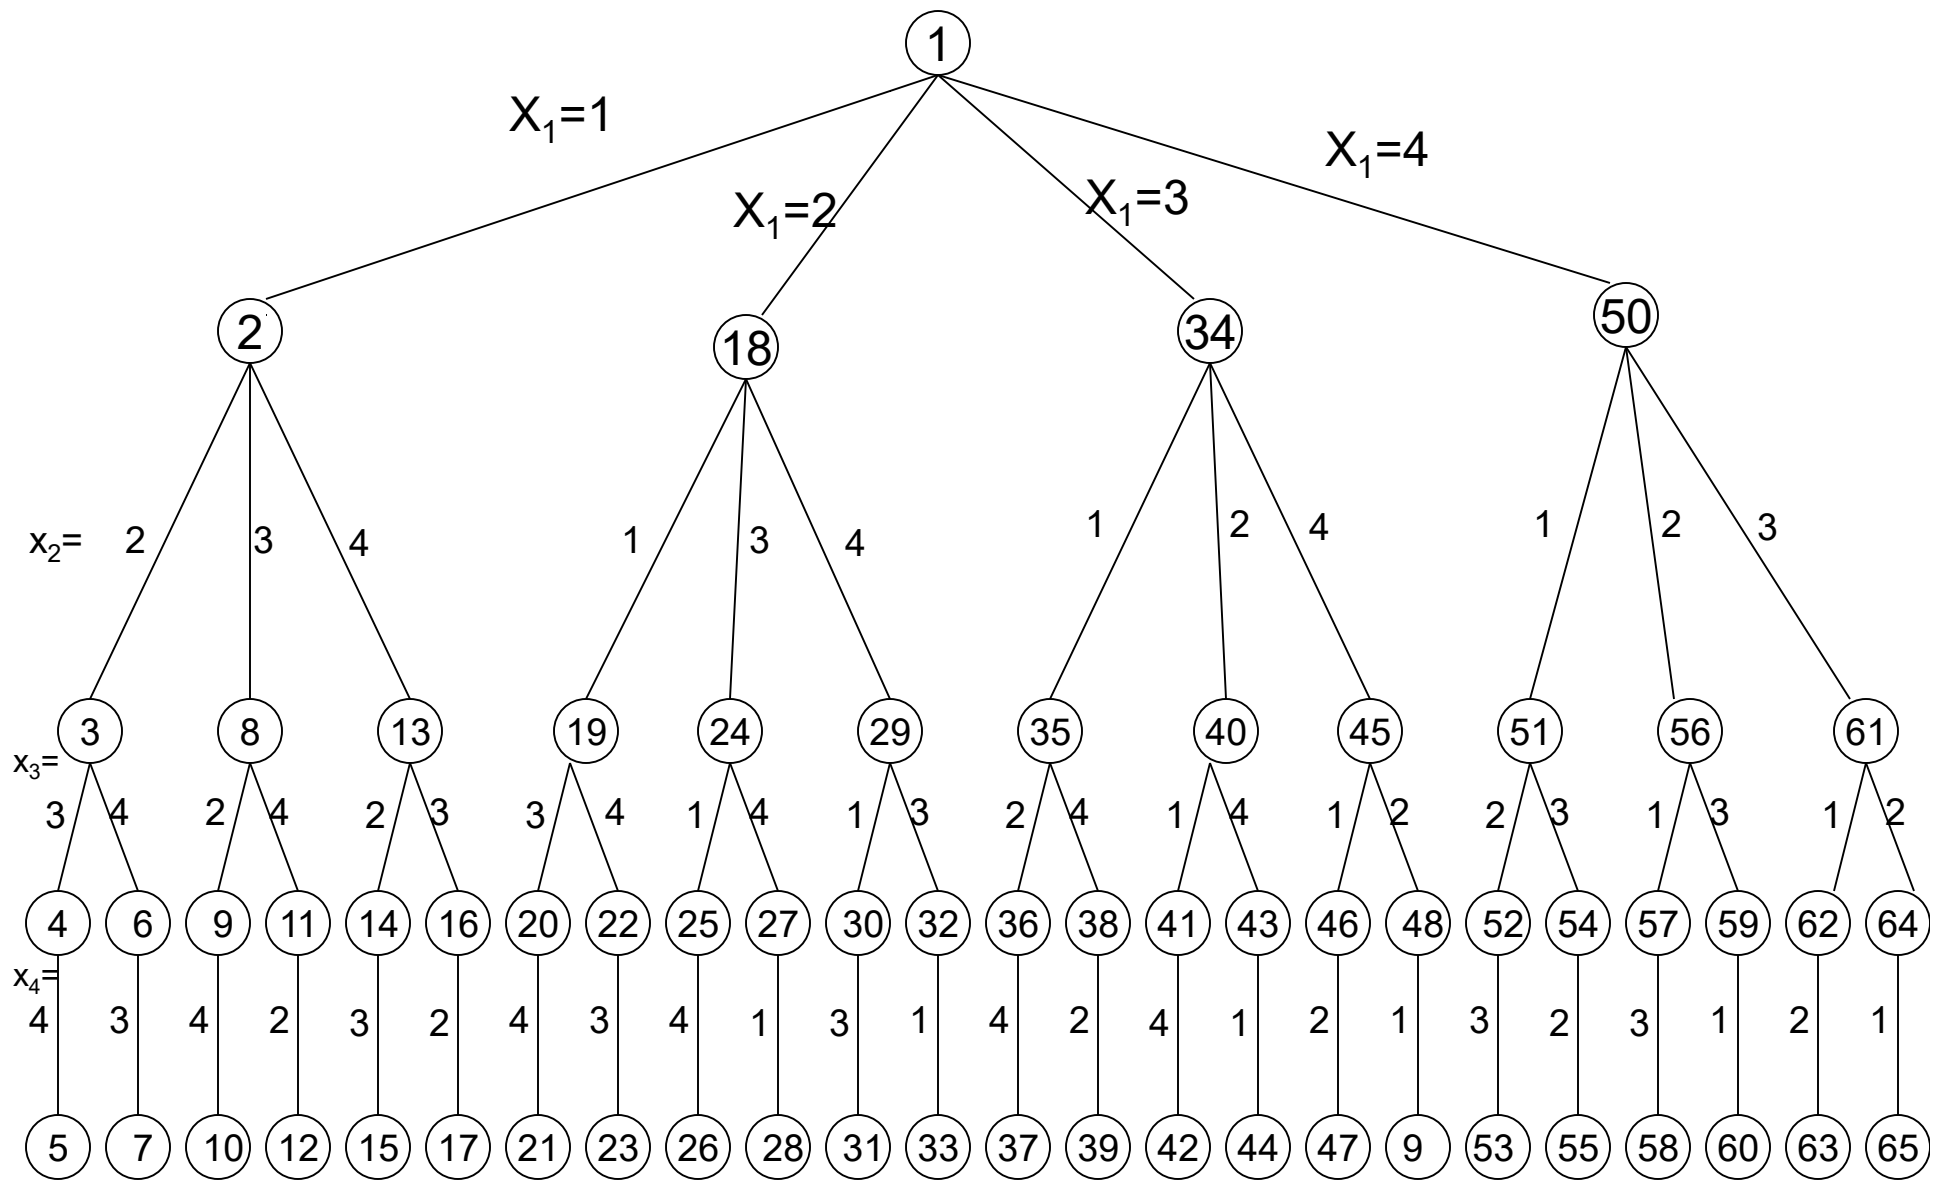 1
X₁=1
X₁=4
X₁=2
X₁=3
2 18 34 50
x₂= 2 3 4 1 3 4 1 2 4 1 2 3
3 8 13 19 24 29 35 40 45 51 56 61
x₃=
3 4 2 4 2 3 3 4 1 4 1 3 2 4 1 4 1 2 2 3 1 3 1 2
4 6 9 11 14 16 20 22 25 27 30 32 36 38 41 43 46 48 52 54 57 59 62 64
x₄=
4 3 4 2 3 2 4 3 4 1 3 1 4 2 4 1 2 1 3 2 3 1 2 1
5 7 10 12 15 17 21 23 26 28 31 33 37 39 42 44 47 9 53 55 58 60 63 65